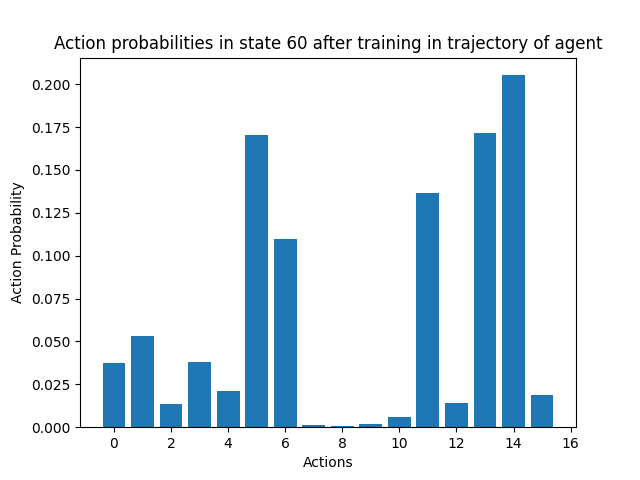 Action probabilities in state 60 after training in trajectory of agent
0.200
0.175
0.150
0.125
0.100
0.075
0.050
0.025
0.000
Action Probability
0 2 4 6 8 10 12 14 16
Actions